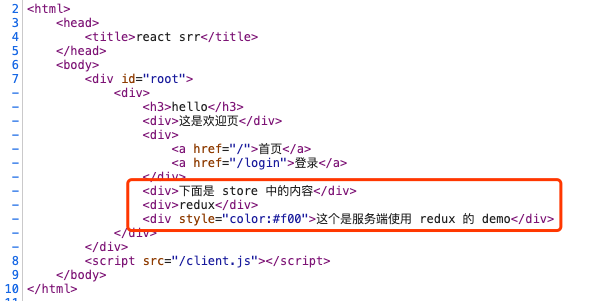 2 <html>
3 <head>
4 <title>react srr</title>
5 </head>
6 <body>
7 <div id="root">
- <div>
- <h3>hello</h3>
- <div>这是欢迎页</div>
- <div>
- <a href="/">首页</a>
- <a href="/login">登录</a>
- </div>
- <div>下面是 store 中的内容</div>
- <div>redux</div>
- <div style="color:#f00">这个是服务端使用 redux 的 demo</div>
- </div>
- </div>
8 <script src="/client.js"></script>
9 </body>
10 </html>